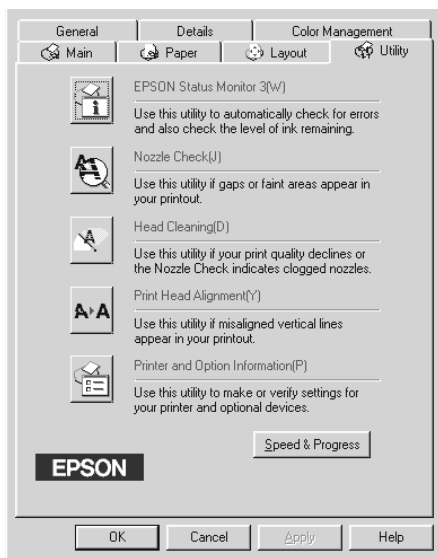 General Details Color Management
Main Paper Layout Utility
EPSON Status Monitor 3(W)
Use this utility to automatically check for errors
and also check the level of ink remaining.
Nozzle Check(J)
Use this utility if gaps or faint areas appear in
your printout.
Head Cleaning(D)
Use this utility if your print quality declines or
the Nozzle Check indicates clogged nozzles.
Print Head Alignment(Y)
Use this utility if misaligned vertical lines
appear in your printout.
Printer and Option Information(P)
Use this utility to make or verify settings for
your printer and optional devices.
Speed & Progress
EPSON
OK Cancel Apply Help